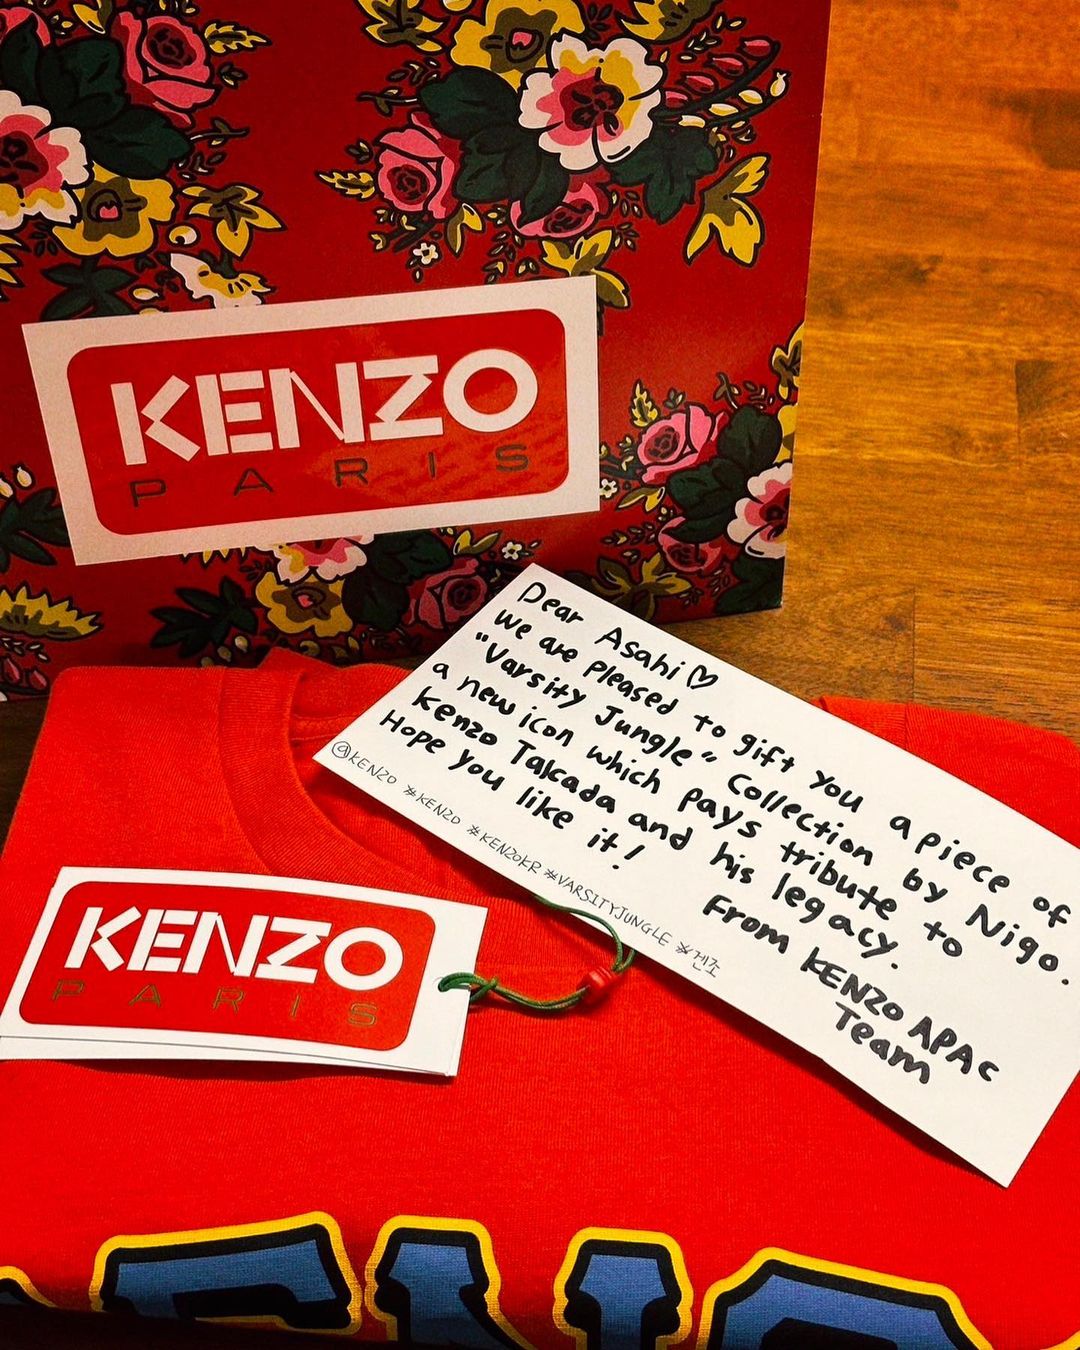 KENZO
PARIS
Dear Asahi♡
We are pleased to gift you a piece of
"Varsity Jungle" Collection by Nigo.
a new icon which pays tribute to
Kenzo Takada and his legacy.
Hope you like it!
From KENZO APAC
Team
@KENZO #KENZO #KENZOKR #VARSITYJUNGLE #겐조
KENZO
PARIS